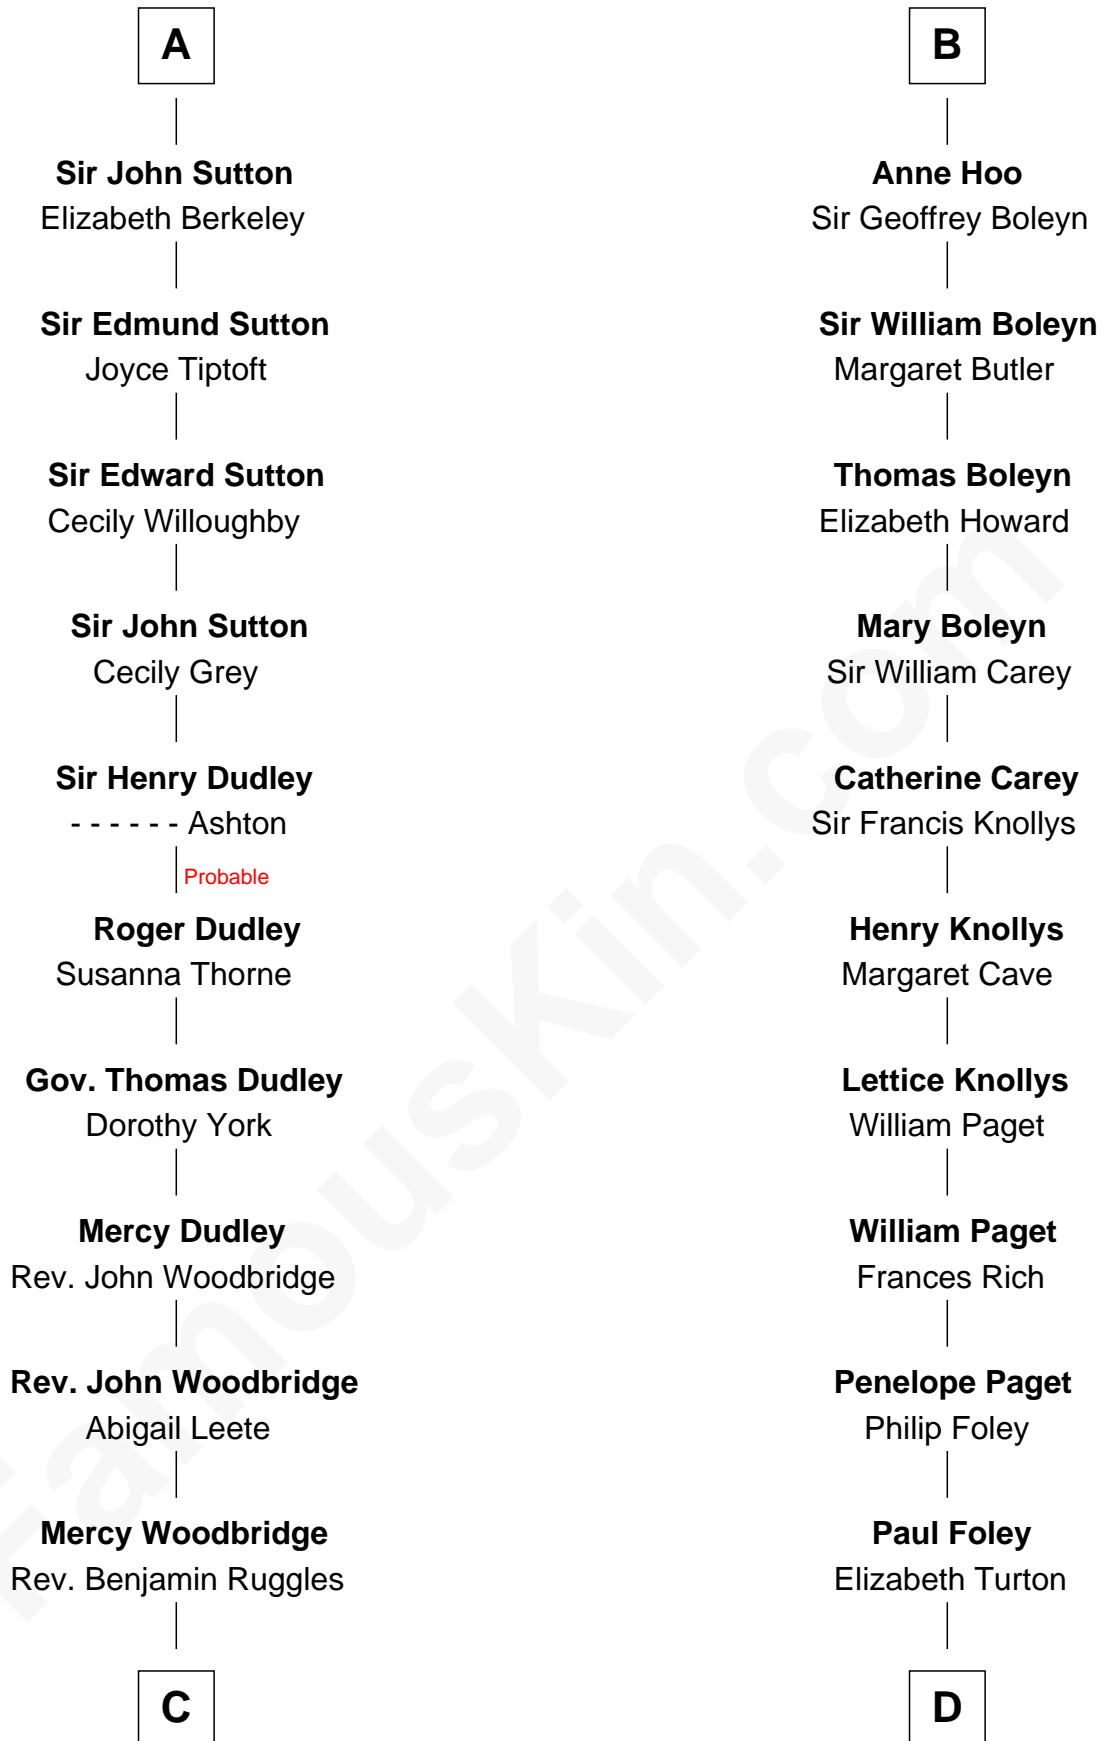 A
Sir John Sutton
Elizabeth Berkeley
Sir Edmund Sutton
Joyce Tiptoft
Sir Edward Sutton
Cecily Willoughby
Sir John Sutton
Cecily Grey
Sir Henry Dudley
- - - - - - Ashton
Probable
Roger Dudley
Susanna Thorne
Gov. Thomas Dudley
Dorothy York
Mercy Dudley
Rev. John Woodbridge
Rev. John Woodbridge
Abigail Leete
Mercy Woodbridge
Rev. Benjamin Ruggles
C
B
Anne Hoo
Sir Geoffrey Boleyn
Sir William Boleyn
Margaret Butler
Thomas Boleyn
Elizabeth Howard
Mary Boleyn
Sir William Carey
Catherine Carey
Sir Francis Knollys
Henry Knollys
Margaret Cave
Lettice Knollys
William Paget
William Paget
Frances Rich
Penelope Paget
Philip Foley
Paul Foley
Elizabeth Turton
D
FamousKin.com